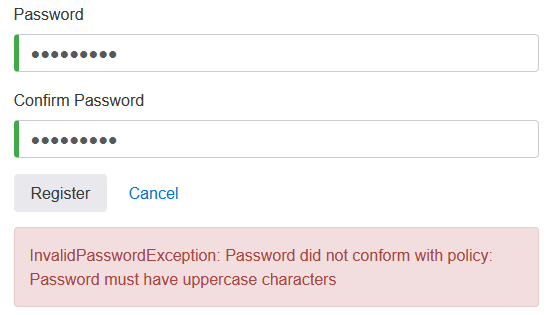 Password
●●●●●●●●●
Confirm Password
●●●●●●●●●
Register Cancel
InvalidPasswordException: Password did not conform with policy:
Password must have uppercase characters